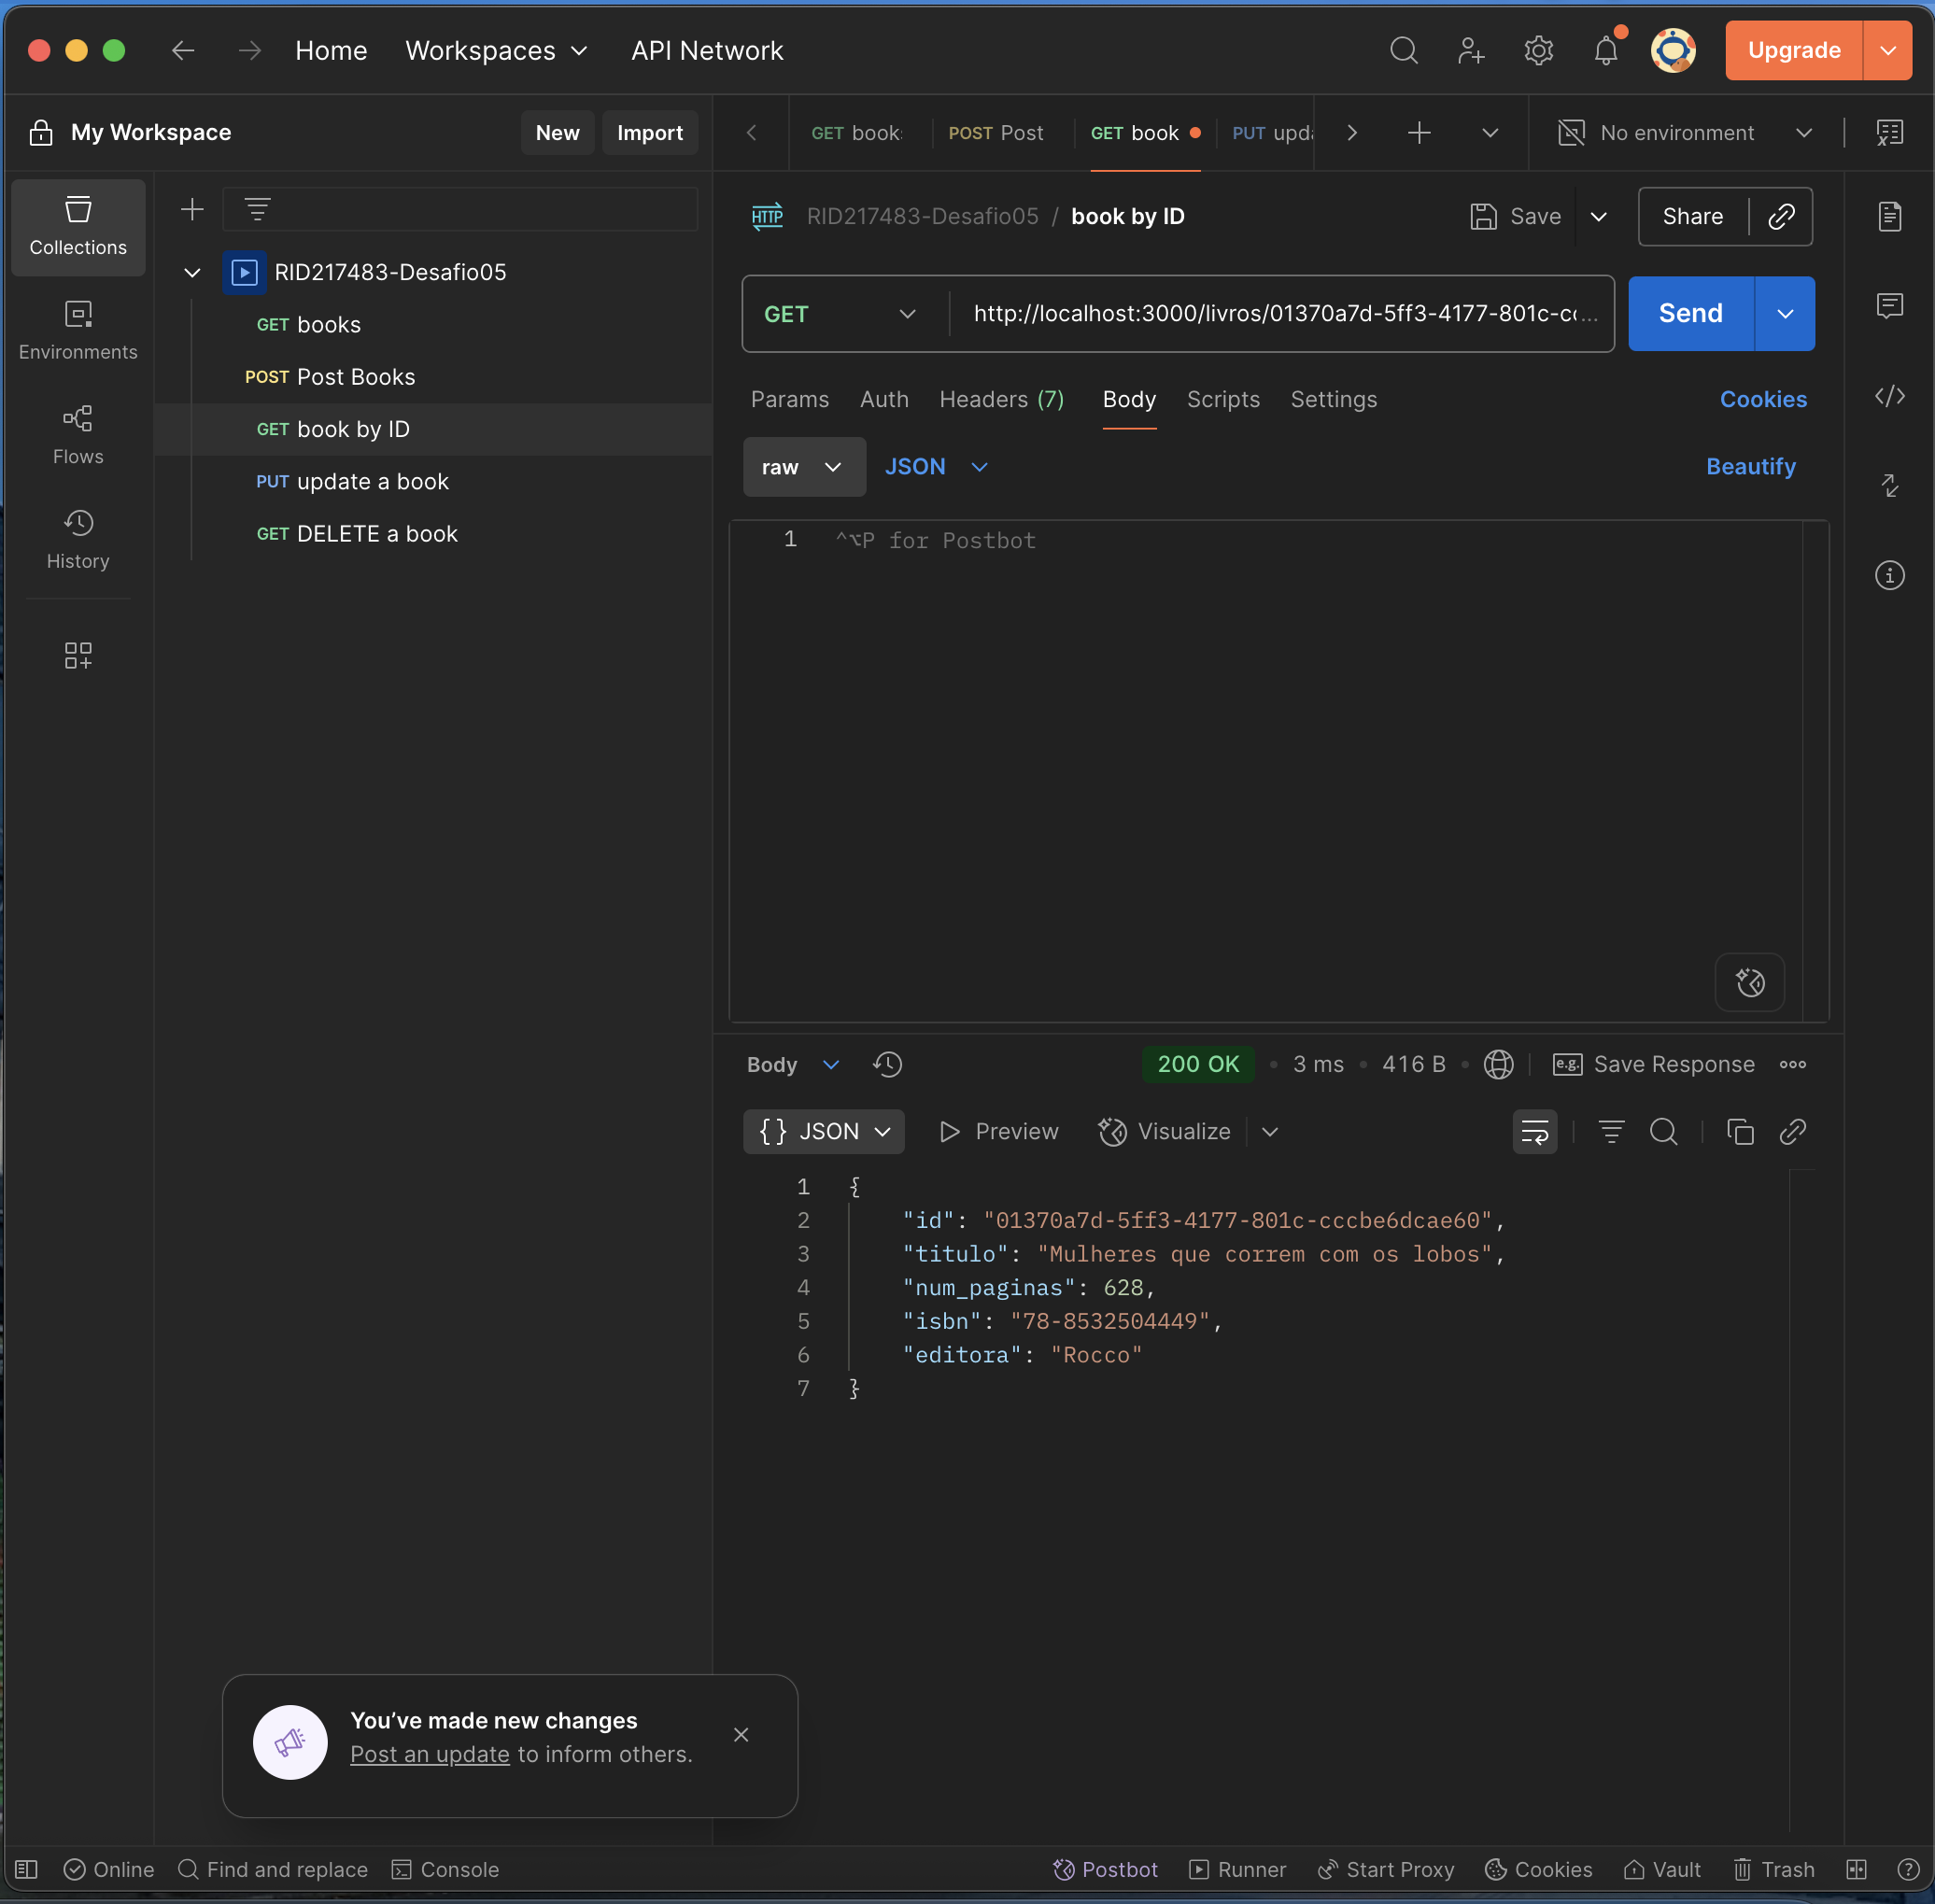 Home Workspaces API Network Upgrade
My Workspace New Import
GET book POST Post GET book PUT upd No environment
Collections
Environments
Flows
History
RID217483-Desafio05
GET books
POST Post Books
GET book by ID
PUT update a book
GET DELETE a book
HTTP RID217483-Desafio05 / book by ID Save Share
GET http://localhost:3000/livros/01370a7d-5ff3-4177-801c-cc... Send
Params Auth Headers (7) Body Scripts Settings Cookies
raw JSON Beautify
1 ^⌥P for Postbot
Body 200 OK • 3 ms • 416 B • e.g. Save Response
{} JSON Preview Visualize
1 {
2 "id": "01370a7d-5ff3-4177-801c-cccbe6dcae60",
3 "titulo": "Mulheres que correm com os lobos",
4 "num_paginas": 628,
5 "isbn": "78-8532504449",
6 "editora": "Rocco"
7 }
You’ve made new changes
Post an update to inform others.
Online Find and replace Console Postbot Runner Start Proxy Cookies Vault Trash